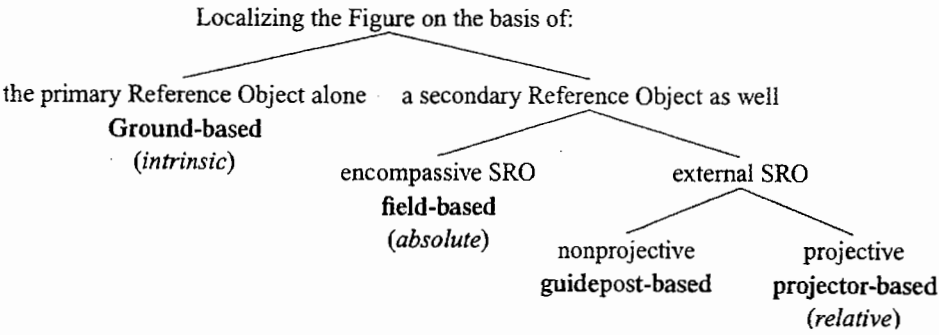 Localizing the Figure on the basis of:
the primary Reference Object alone a secondary Reference Object as well
Ground-based
(intrinsic)
encompassive SRO
field-based
(absolute)
external SRO
nonprojective
guidepost-based
projective
projector-based
(relative)